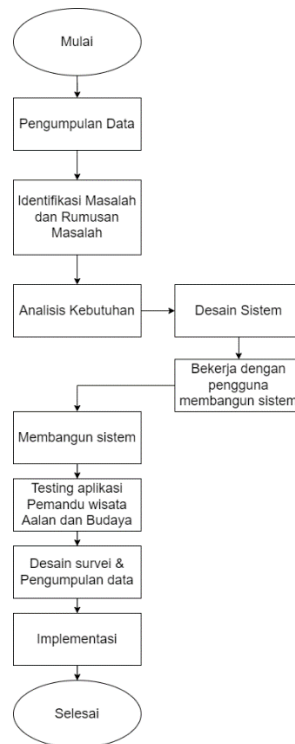 Mulai
Pengumpulan Data
Identifikasi Masalah
dan Rumusan
Masalah
Analisis Kebutuhan
Desain Sistem
Bekerja dengan
pengguna
membangun sistem
Membangun sistem
Testing aplikasi
Pemandu wisata
Aalan dan Budaya
Desain survei &
Pengumpulan data
Implementasi
Selesai